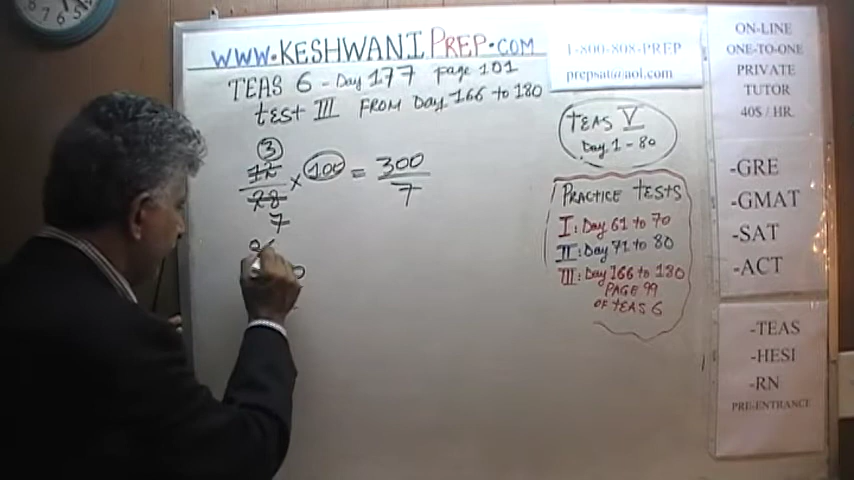 WWW.KESHWANIPREP.COM
TEAS 6 - Day 177 Page 101
test III FROM Day 166 to 180
3
12
28
7
× 100 = 300
7
1-800-808-PREP
prepsat@aol.com
TEAS V
Day 1 - 80
PRACTICE TESTS
I: Day 61 to 70
II: Day 71 to 80
III: Day 166 to 180
PAGE 99
OF TEAS 6
ON-LINE
ONE-TO-ONE
PRIVATE
TUTOR
40$ / HR.
-GRE
-GMAT
-SAT
-ACT
-TEAS
-HESI
-RN
PRE-ENTRANCE